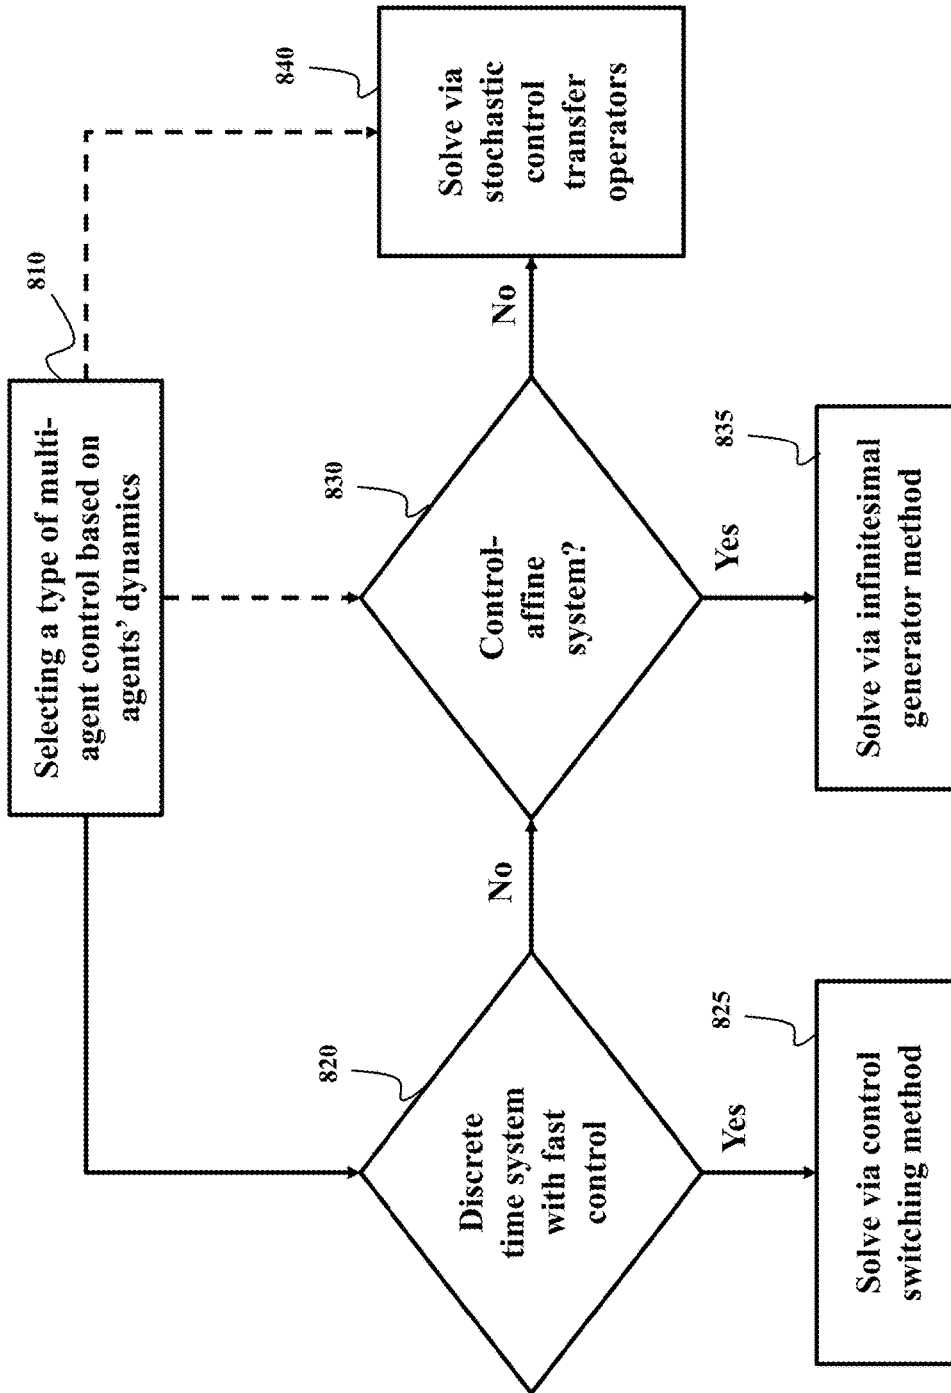 810
Selecting a type of multi-
agent control based on
agents' dynamics
820
Discrete
time system
with fast
control
Yes
No
825
Solve via control
switching method
830
Control-
affine
system?
Yes
No
835
Solve via infinitesimal
generator method
840
Solve via
stochastic
control
transfer
operators